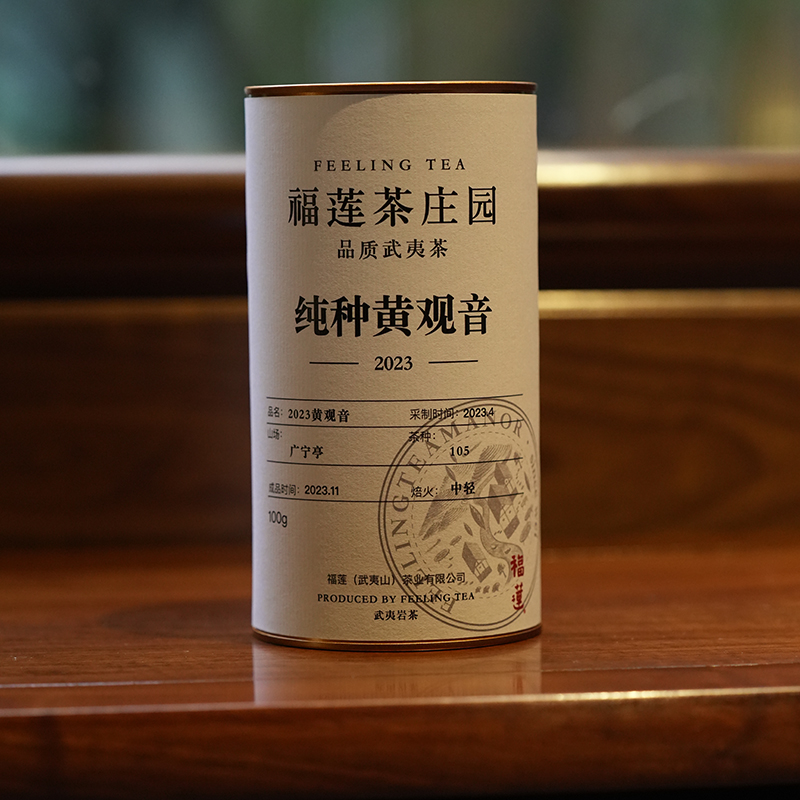 FEELING TEA
福莲茶庄园
品质武夷茶
纯种黄观音
2023
品名: 2023黄观音 采制时间: 2023.4
山场: 茶种:
广宁亭 105
成品时间: 2023.11 焙火: 中轻
100g
FEELINGTEAMANOR
福莲（武夷山）茶业有限公司
PRODUCED BY FEELING TEA
武夷岩茶
福莲